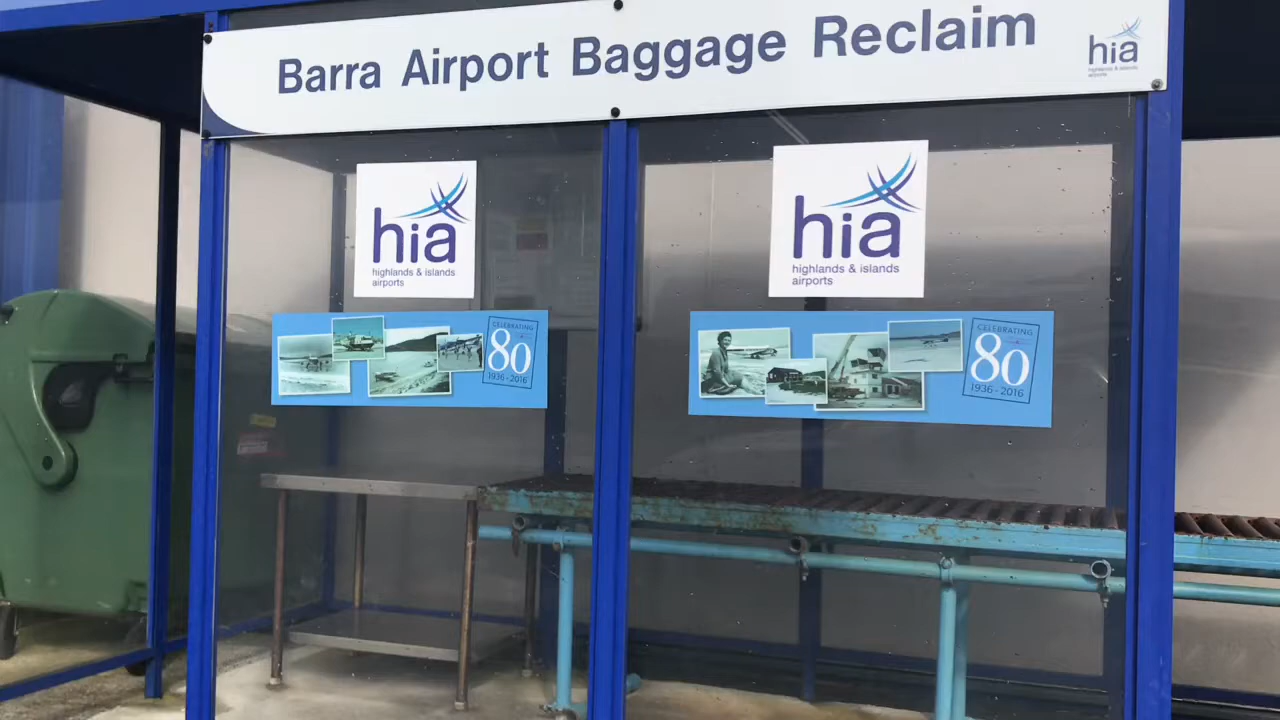 Barra Airport Baggage Reclaim
hia
highlands & islands
airports
hia
highlands & islands
airports
hia
highlands & islands
airports
CELEBRATING
80
1936 - 2016
CELEBRATING
80
1936 - 2016